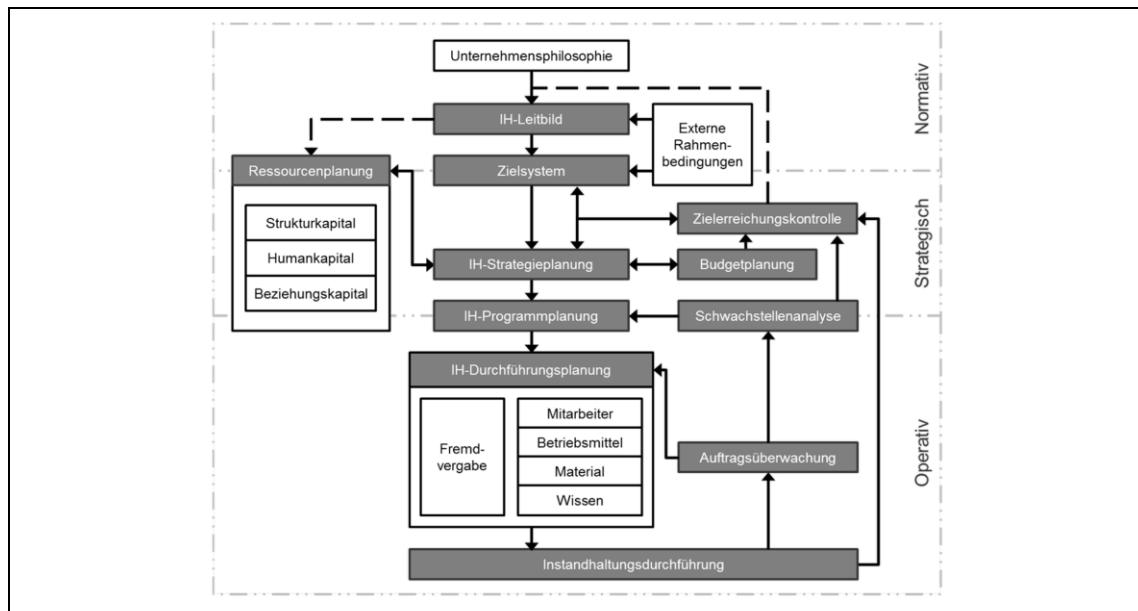 Unternehmensphilosophie
IH-Leitbild
Externe
Rahmen-
bedingungen
Normativ
Ressourcenplanung
Zielsystem
Strukturkapital
Humankapital
Beziehungskapital
Zielerreichungskontrolle
IH-Strategieplanung
Budgetplanung
Strategisch
IH-Programmplanung
Schwachstellenanalyse
IH-Durchführungsplanung
Fremd-
vergabe
Mitarbeiter
Betriebsmittel
Material
Wissen
Auftragsüberwachung
Operativ
Instandhaltungsdurchführung